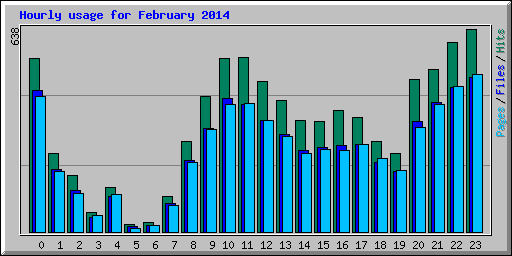 Hourly usage for February 2014
638
Pages / Files / Hits
0 1 2 3 4 5 6 7 8 9 10 11 12 13 14 15 16 17 18 19 20 21 22 23